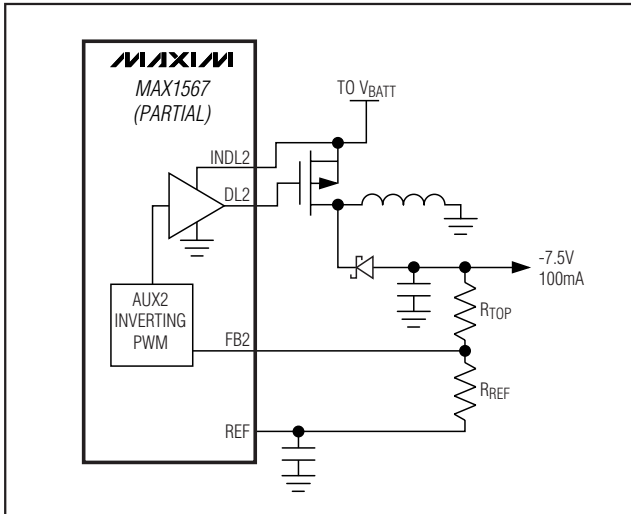 MAXIM
MAX1567
(PARTIAL)
TO VBATT
INDL2
DL2
-7.5V
100mA
AUX2
INVERTING
PWM
RTOP
FB2
RREF
REF